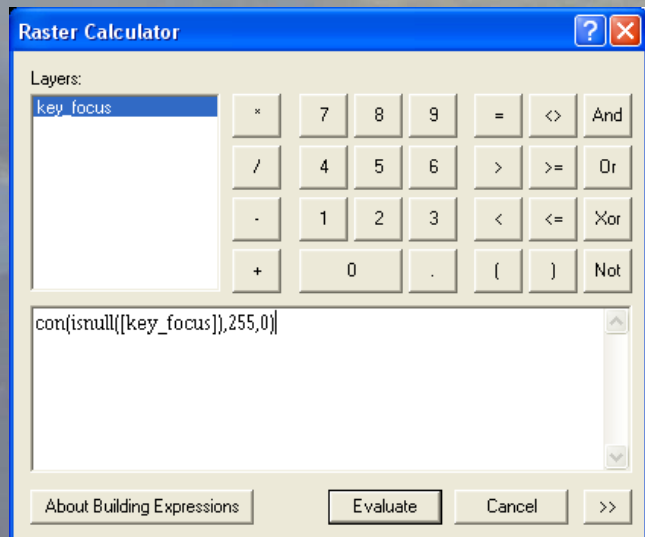 Raster Calculator
Layers:
key_focus
* 7 8 9 = <> And
/ 4 5 6 > >= Or
- 1 2 3 < <= Xor
+ 0 . ( ) Not
con(isnull([key_focus]),255,0)
About Building Expressions Evaluate Cancel >>